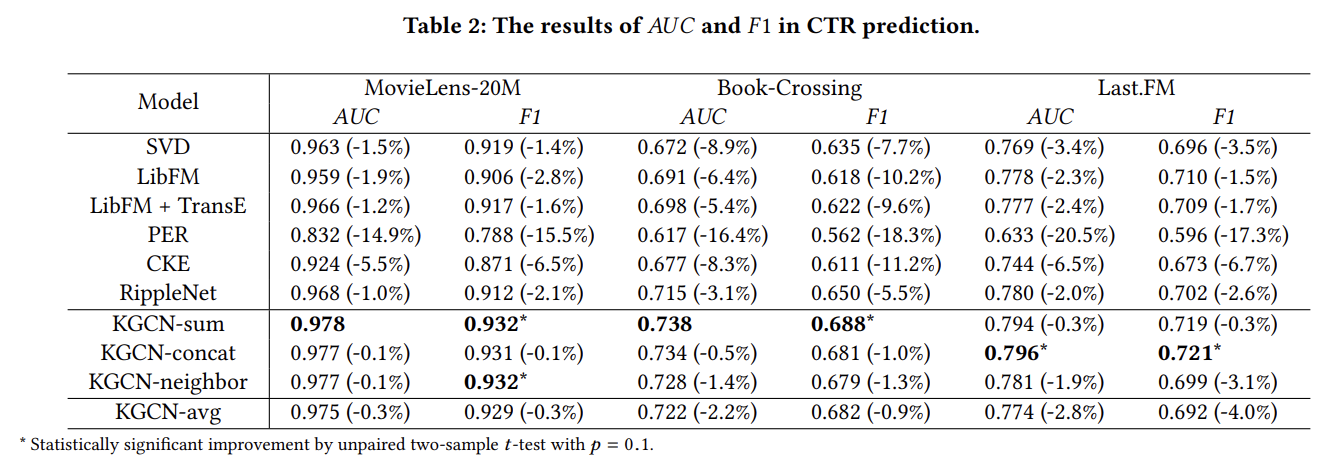 Table 2: The results of AUC and F1 in CTR prediction.
Model MovieLens-20M Book-Crossing Last.FM
AUC F1 AUC F1 AUC F1
SVD 0.963 (-1.5%) 0.919 (-1.4%) 0.672 (-8.9%) 0.635 (-7.7%) 0.769 (-3.4%) 0.696 (-3.5%)
LibFM 0.959 (-1.9%) 0.906 (-2.8%) 0.691 (-6.4%) 0.618 (-10.2%) 0.778 (-2.3%) 0.710 (-1.5%)
LibFM + TransE 0.966 (-1.2%) 0.917 (-1.6%) 0.698 (-5.4%) 0.622 (-9.6%) 0.777 (-2.4%) 0.709 (-1.7%)
PER 0.832 (-14.9%) 0.788 (-15.5%) 0.617 (-16.4%) 0.562 (-18.3%) 0.633 (-20.5%) 0.596 (-17.3%)
CKE 0.924 (-5.5%) 0.871 (-6.5%) 0.677 (-8.3%) 0.611 (-11.2%) 0.744 (-6.5%) 0.673 (-6.7%)
RippleNet 0.968 (-1.0%) 0.912 (-2.1%) 0.715 (-3.1%) 0.650 (-5.5%) 0.780 (-2.0%) 0.702 (-2.6%)
KGCN-sum 0.978 0.932* 0.738 0.688* 0.794 (-0.3%) 0.719 (-0.3%)
KGCN-concat 0.977 (-0.1%) 0.931 (-0.1%) 0.734 (-0.5%) 0.681 (-1.0%) 0.796* 0.721*
KGCN-neighbor 0.977 (-0.1%) 0.932* 0.728 (-1.4%) 0.679 (-1.3%) 0.781 (-1.9%) 0.699 (-3.1%)
KGCN-avg 0.975 (-0.3%) 0.929 (-0.3%) 0.722 (-2.2%) 0.682 (-0.9%) 0.774 (-2.8%) 0.692 (-4.0%)
* Statistically significant improvement by unpaired two-sample t-test with p = 0.1.